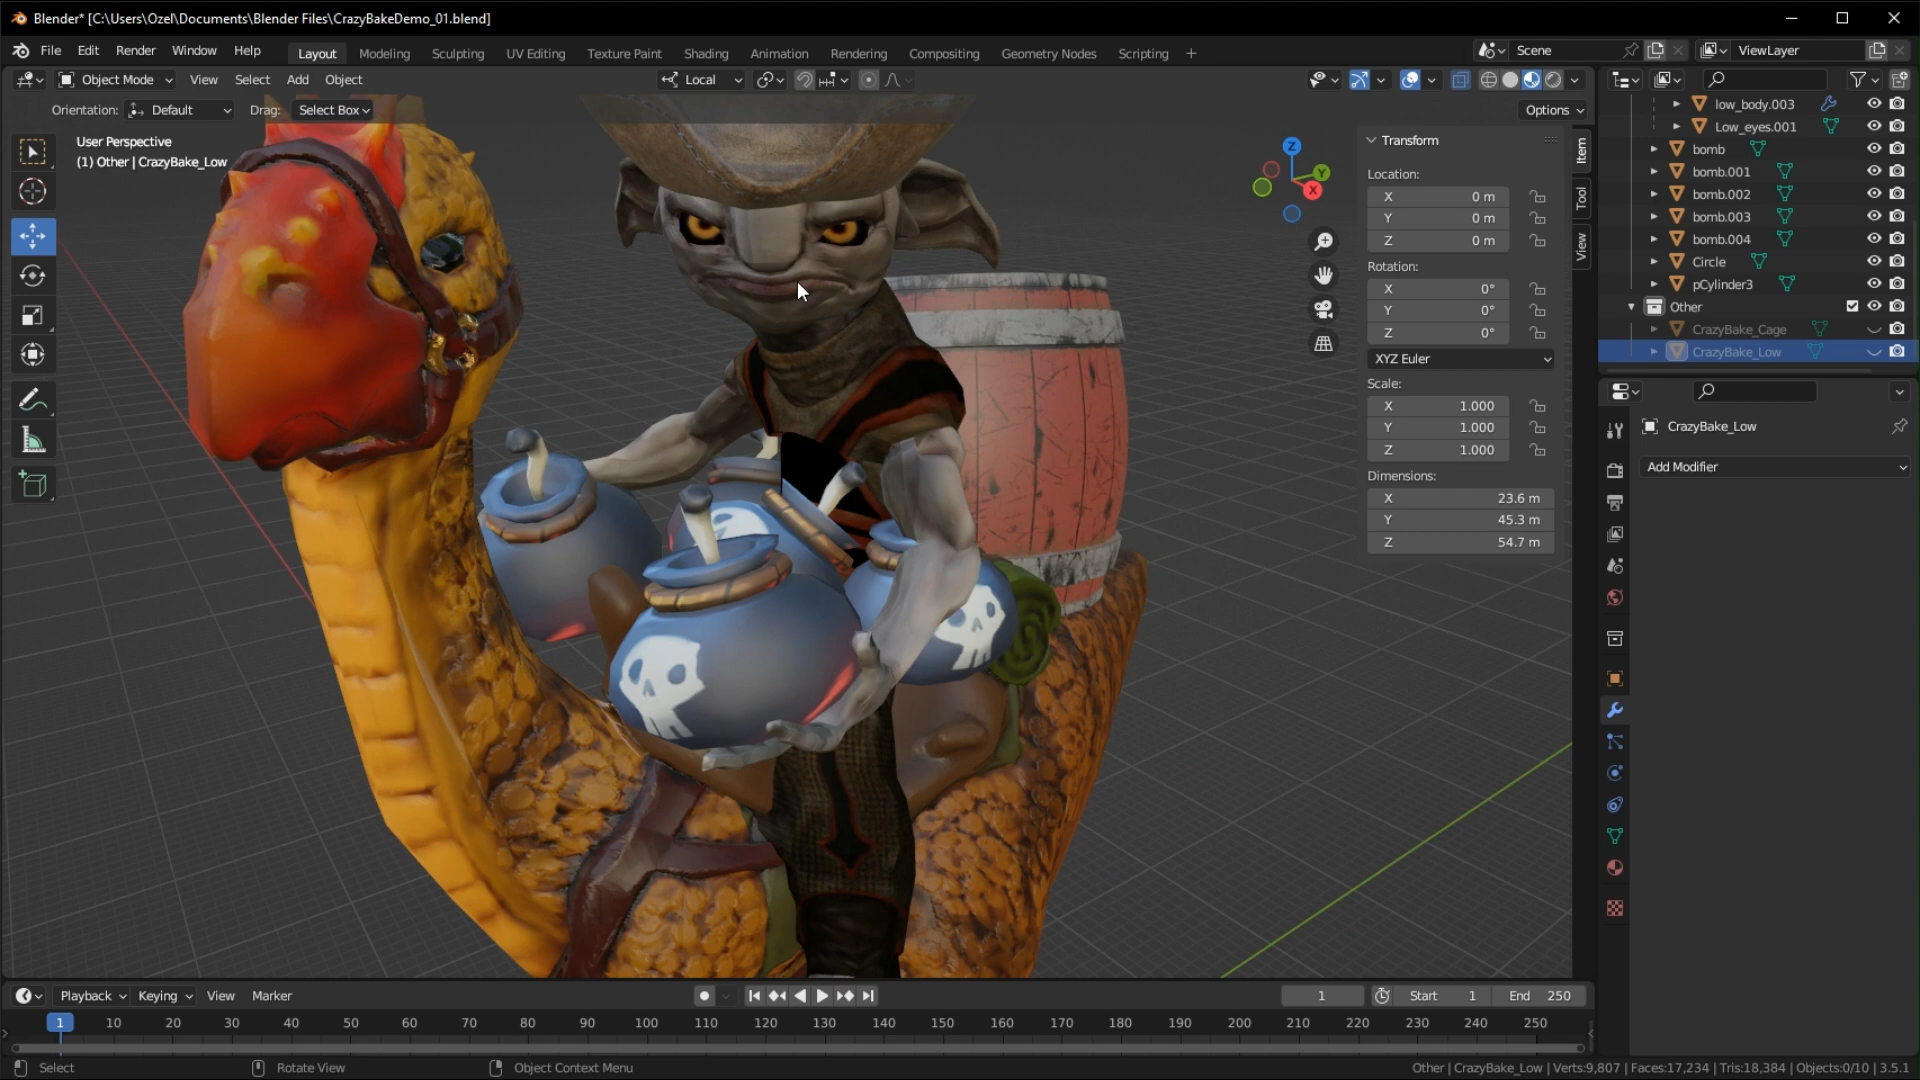 Blender* [C:\Users\Ozel\Documents\Blender Files\CrazyBakeDemo_01.blend]
File Edit Render Window Help Layout Modeling Sculpting UV Editing Texture Paint Shading Animation Rendering Compositing Geometry Nodes Scripting + Scene ViewLayer
Object Mode View Select Add Object Local
Orientation: Default Drag: Select Box Options
User Perspective
(1) Other | CrazyBake_Low
Z
Y
X
Transform
Location:
X 0 m
Y 0 m
Z 0 m
Rotation:
X 0°
Y 0°
Z 0°
XYZ Euler
Scale:
X 1.000
Y 1.000
Z 1.000
Dimensions:
X 23.6 m
Y 45.3 m
Z 54.7 m
Item
Tool
View
low_body.003
Low_eyes.001
bomb
bomb.001
bomb.002
bomb.003
bomb.004
Circle
pCylinder3
Other
CrazyBake_Cage
CrazyBake_Low
CrazyBake_Low
Add Modifier
Playback Keying View Marker 1 Start 1 End 250
1 10 20 30 40 50 60 70 80 90 100 110 120 130 140 150 160 170 180 190 200 210 220 230 240 250
Select Rotate View Object Context Menu Other | CrazyBake_Low | Verts:9,807 | Faces:17,234 | Tris:18,384 | Objects:0/10 | 3.5.1